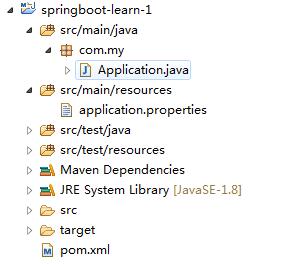 springboot-learn-1
src/main/java
com.my
Application.java
src/main/resources
application.properties
src/test/java
src/test/resources
Maven Dependencies
JRE System Library [JavaSE-1.8]
src
target
pom.xml